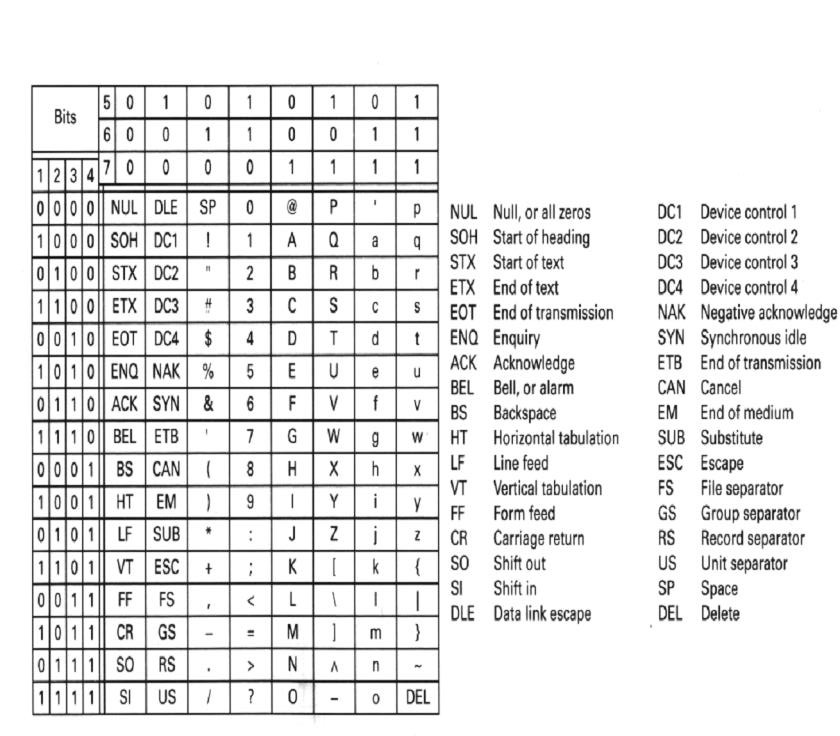 5 0 1 0 1 0 1 0 1
Bits
6 0 0 1 1 0 0 1 1
1 2 3 4 7 0 0 0 0 1 1 1 1
0 0 0 0 NUL DLE SP 0 @ P ' p
1 0 0 0 SOH DC1 ! 1 A Q a q
0 1 0 0 STX DC2 " 2 B R b r
1 1 0 0 ETX DC3 # 3 C S c s
0 0 1 0 EOT DC4 $ 4 D T d t
1 0 1 0 ENQ NAK % 5 E U e u
0 1 1 0 ACK SYN & 6 F V f v
1 1 1 0 BEL ETB ' 7 G W g w
0 0 0 1 BS CAN ( 8 H X h x
1 0 0 1 HT EM ) 9 I Y i y
0 1 0 1 LF SUB * : J Z j z
1 1 0 1 VT ESC + ; K [ k {
0 0 1 1 FF FS , < L \ l |
1 0 1 1 CR GS – = M ] m }
0 1 1 1 SO RS . > N ∧ n ~
1 1 1 1 SI US / ? O – o DEL
NUL Null, or all zeros
SOH Start of heading
STX Start of text
ETX End of text
EOT End of transmission
ENQ Enquiry
ACK Acknowledge
BEL Bell, or alarm
BS Backspace
HT Horizontal tabulation
LF Line feed
VT Vertical tabulation
FF Form feed
CR Carriage return
SO Shift out
SI Shift in
DLE Data link escape
DC1 Device control 1
DC2 Device control 2
DC3 Device control 3
DC4 Device control 4
NAK Negative acknowledge
SYN Synchronous idle
ETB End of transmission
CAN Cancel
EM End of medium
SUB Substitute
ESC Escape
FS File separator
GS Group separator
RS Record separator
US Unit separator
SP Space
DEL Delete